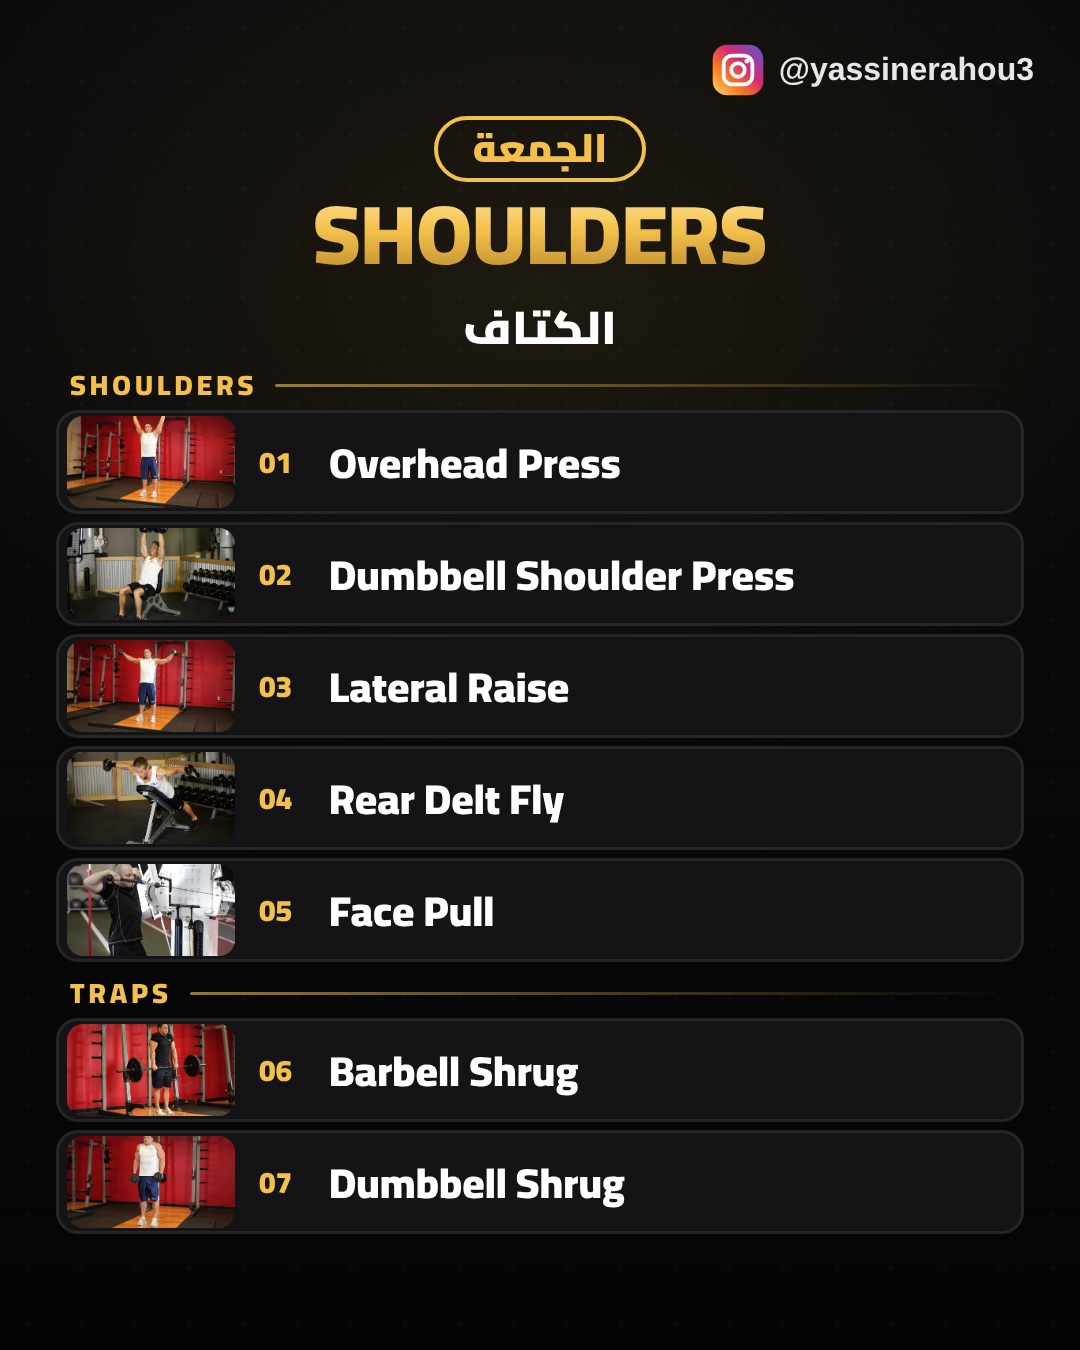 @yassinerahou3
الجمعة
SHOULDERS
الكتاف
SHOULDERS
01 Overhead Press
02 Dumbbell Shoulder Press
03 Lateral Raise
04 Rear Delt Fly
05 Face Pull
TRAPS
06 Barbell Shrug
07 Dumbbell Shrug